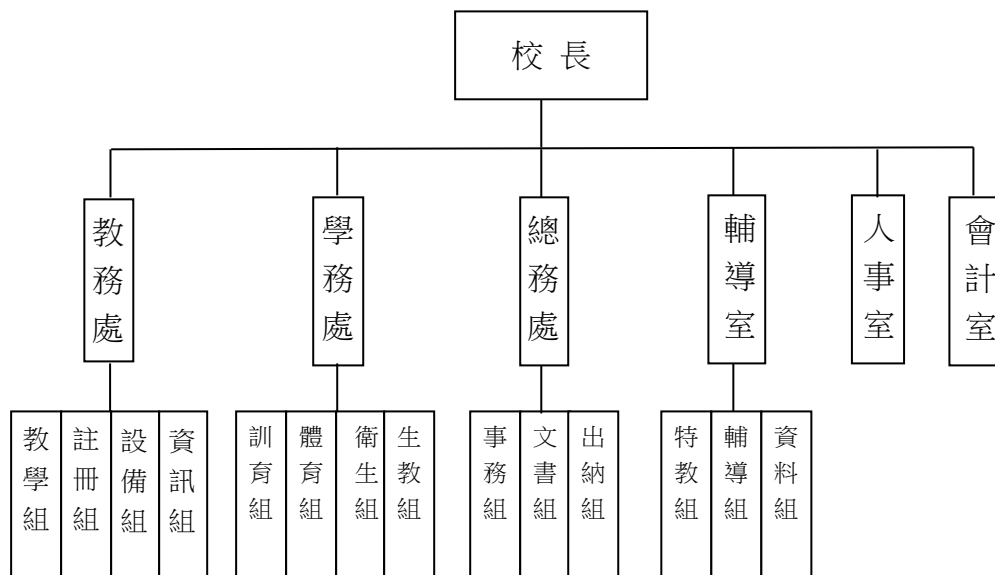 校 長
教務處
學務處
總務處
輔導室
人事室
會計室
教學組
註冊組
設備組
資訊組
訓育組
體育組
衛生組
生教組
事務組
文書組
出納組
特教組
輔導組
資料組